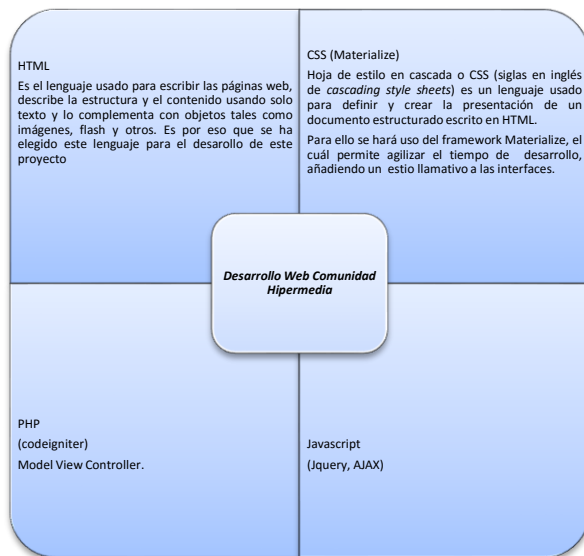 HTML
Es el lenguaje usado para escribir las páginas web,
describe la estructura y el contenido usando solo
texto y lo complementa con objetos tales como
imágenes, flash y otros. Es por eso que se ha
elegido este lenguaje para el desarollo de este
proyecto
CSS (Materialize)
Hoja de estilo en cascada o CSS (siglas en inglés
de cascading style sheets) es un lenguaje usado
para definir y crear la presentación de un
documento estructurado escrito en HTML.
Para ello se hará uso del framework Materialize, el
cuál permite agilizar el tiempo de desarrollo,
añadiendo un estio llamativo a las interfaces.
Desarrollo Web Comunidad
Hipermedia
PHP
(codeigniter)
Model View Controller.
Javascript
(Jquery, AJAX)